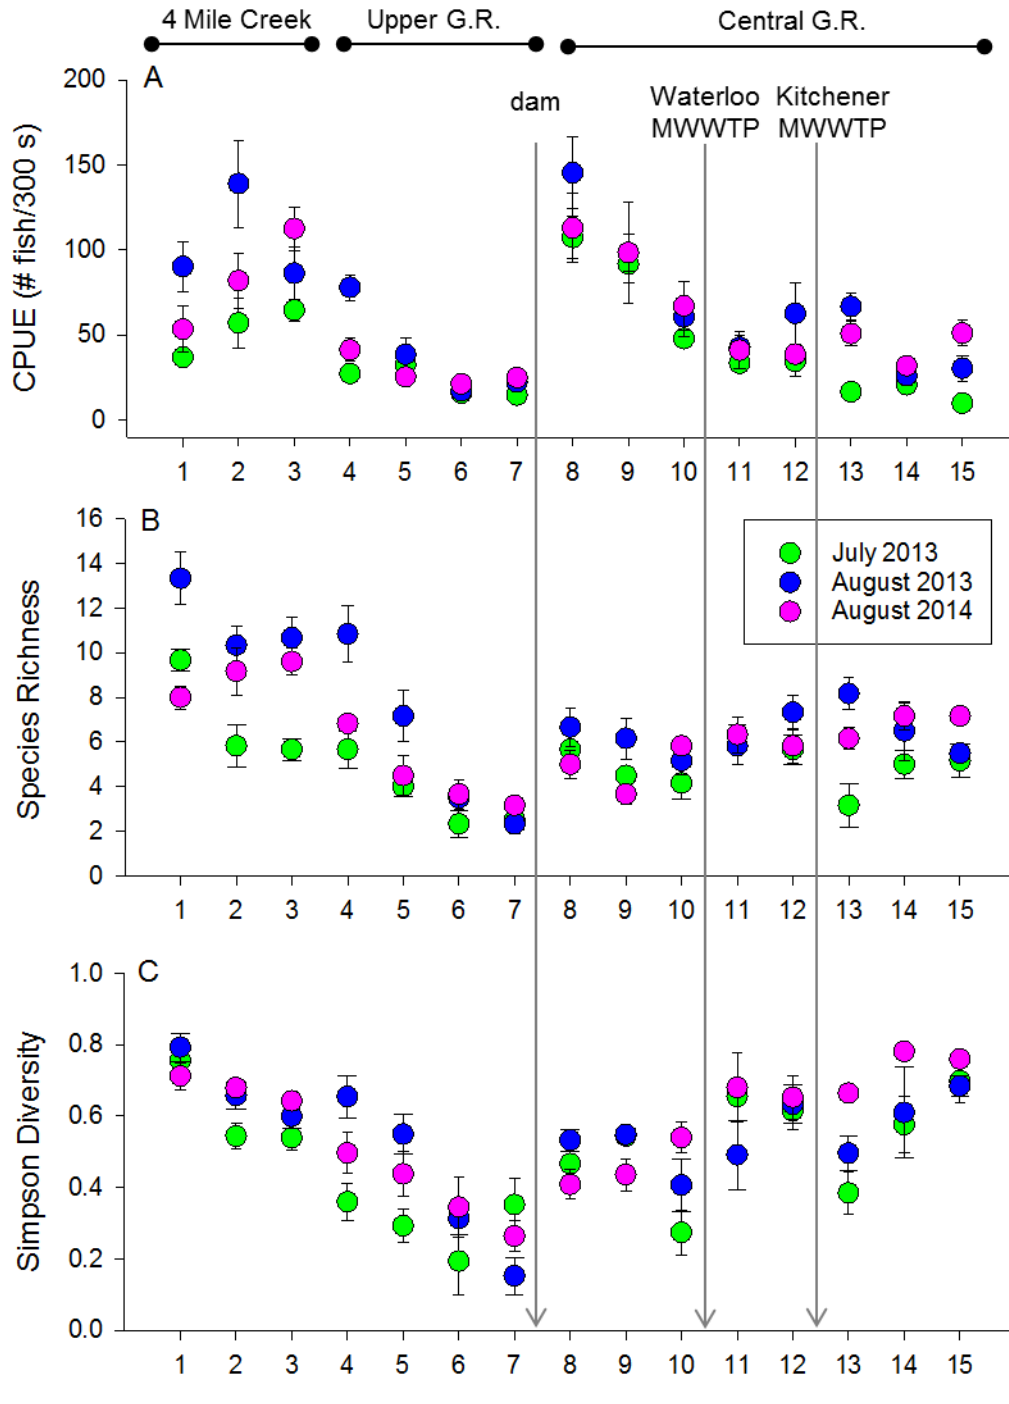 4 Mile Creek Upper G.R. Central G.R.
A
dam
Waterloo MWWTP
Kitchener MWWTP
CPUE (# fish/300 s)
200
150
100
50
0
1 2 3 4 5 6 7 8 9 10 11 12 13 14 15
B
Species Richness
16
14
12
10
8
6
4
2
0
July 2013
August 2013
August 2014
1 2 3 4 5 6 7 8 9 10 11 12 13 14 15
C
Simpson Diversity
1.0
0.8
0.6
0.4
0.2
0.0
1 2 3 4 5 6 7 8 9 10 11 12 13 14 15